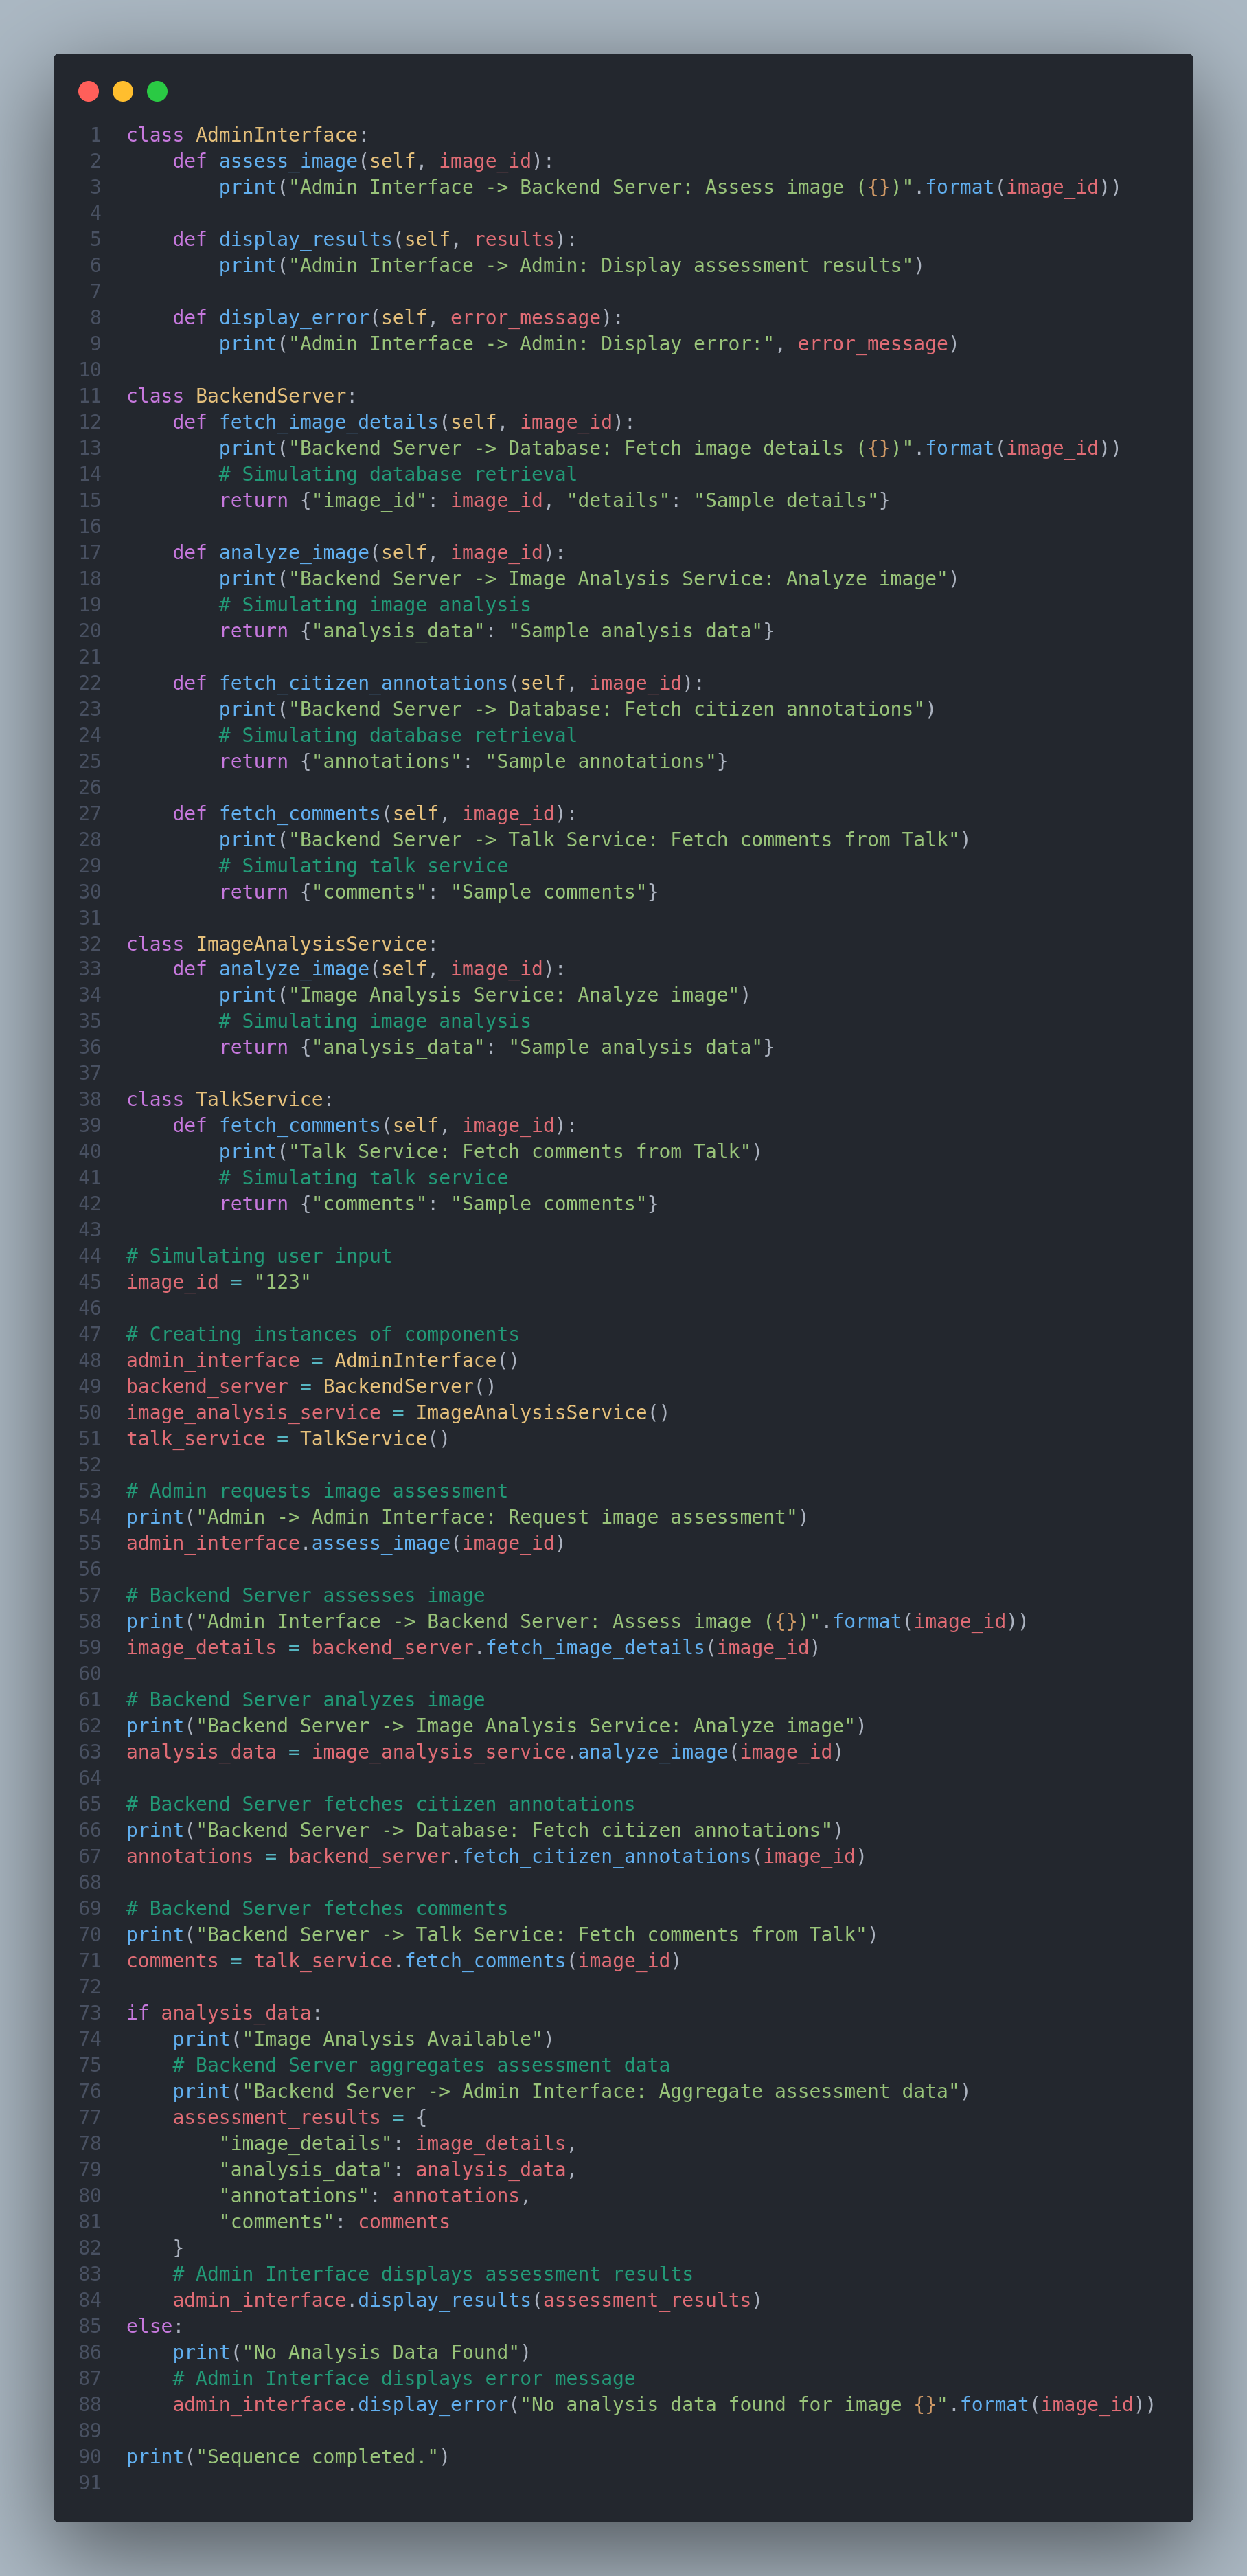 1 class AdminInterface:
2     def assess_image(self, image_id):
3         print("Admin Interface -> Backend Server: Assess image ({})".format(image_id))
4
5     def display_results(self, results):
6         print("Admin Interface -> Admin: Display assessment results")
7
8     def display_error(self, error_message):
9         print("Admin Interface -> Admin: Display error:", error_message)
10
11 class BackendServer:
12     def fetch_image_details(self, image_id):
13         print("Backend Server -> Database: Fetch image details ({})".format(image_id))
14         # Simulating database retrieval
15         return {"image_id": image_id, "details": "Sample details"}
16
17     def analyze_image(self, image_id):
18         print("Backend Server -> Image Analysis Service: Analyze image")
19         # Simulating image analysis
20         return {"analysis_data": "Sample analysis data"}
21
22     def fetch_citizen_annotations(self, image_id):
23         print("Backend Server -> Database: Fetch citizen annotations")
24         # Simulating database retrieval
25         return {"annotations": "Sample annotations"}
26
27     def fetch_comments(self, image_id):
28         print("Backend Server -> Talk Service: Fetch comments from Talk")
29         # Simulating talk service
30         return {"comments": "Sample comments"}
31
32 class ImageAnalysisService:
33     def analyze_image(self, image_id):
34         print("Image Analysis Service: Analyze image")
35         # Simulating image analysis
36         return {"analysis_data": "Sample analysis data"}
37
38 class TalkService:
39     def fetch_comments(self, image_id):
40         print("Talk Service: Fetch comments from Talk")
41         # Simulating talk service
42         return {"comments": "Sample comments"}
43
44 # Simulating user input
45 image_id = "123"
46
47 # Creating instances of components
48 admin_interface = AdminInterface()
49 backend_server = BackendServer()
50 image_analysis_service = ImageAnalysisService()
51 talk_service = TalkService()
52
53 # Admin requests image assessment
54 print("Admin -> Admin Interface: Request image assessment")
55 admin_interface.assess_image(image_id)
56
57 # Backend Server assesses image
58 print("Admin Interface -> Backend Server: Assess image ({})".format(image_id))
59 image_details = backend_server.fetch_image_details(image_id)
60
61 # Backend Server analyzes image
62 print("Backend Server -> Image Analysis Service: Analyze image")
63 analysis_data = image_analysis_service.analyze_image(image_id)
64
65 # Backend Server fetches citizen annotations
66 print("Backend Server -> Database: Fetch citizen annotations")
67 annotations = backend_server.fetch_citizen_annotations(image_id)
68
69 # Backend Server fetches comments
70 print("Backend Server -> Talk Service: Fetch comments from Talk")
71 comments = talk_service.fetch_comments(image_id)
72
73 if analysis_data:
74     print("Image Analysis Available")
75     # Backend Server aggregates assessment data
76     print("Backend Server -> Admin Interface: Aggregate assessment data")
77     assessment_results = {
78         "image_details": image_details,
79         "analysis_data": analysis_data,
80         "annotations": annotations,
81         "comments": comments
82     }
83     # Admin Interface displays assessment results
84     admin_interface.display_results(assessment_results)
85 else:
86     print("No Analysis Data Found")
87     # Admin Interface displays error message
88     admin_interface.display_error("No analysis data found for image {}".format(image_id))
89
90 print("Sequence completed.")
91